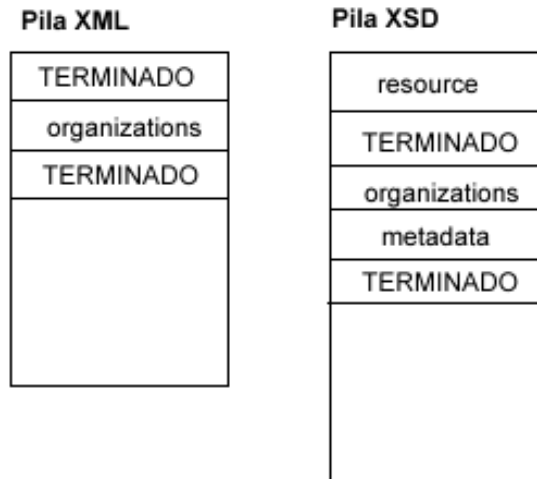 Pila XML
TERMINADO
organizations
TERMINADO
Pila XSD
resource
TERMINADO
organizations
metadata
TERMINADO